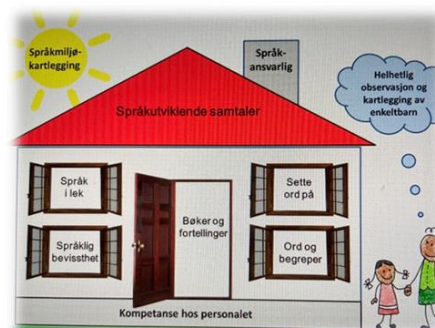 Språkmiljø-
kartlegging
Språk-
ansvarlig
Helhetlig
observasjon og
kartlegging av
enkeltbarn
Språkutviklende samtaler
Språk
i lek
Sette
ord på
Bøker og
fortellinger
Språklig
bevissthet
Ord og
begreper
Kompetanse hos personalet